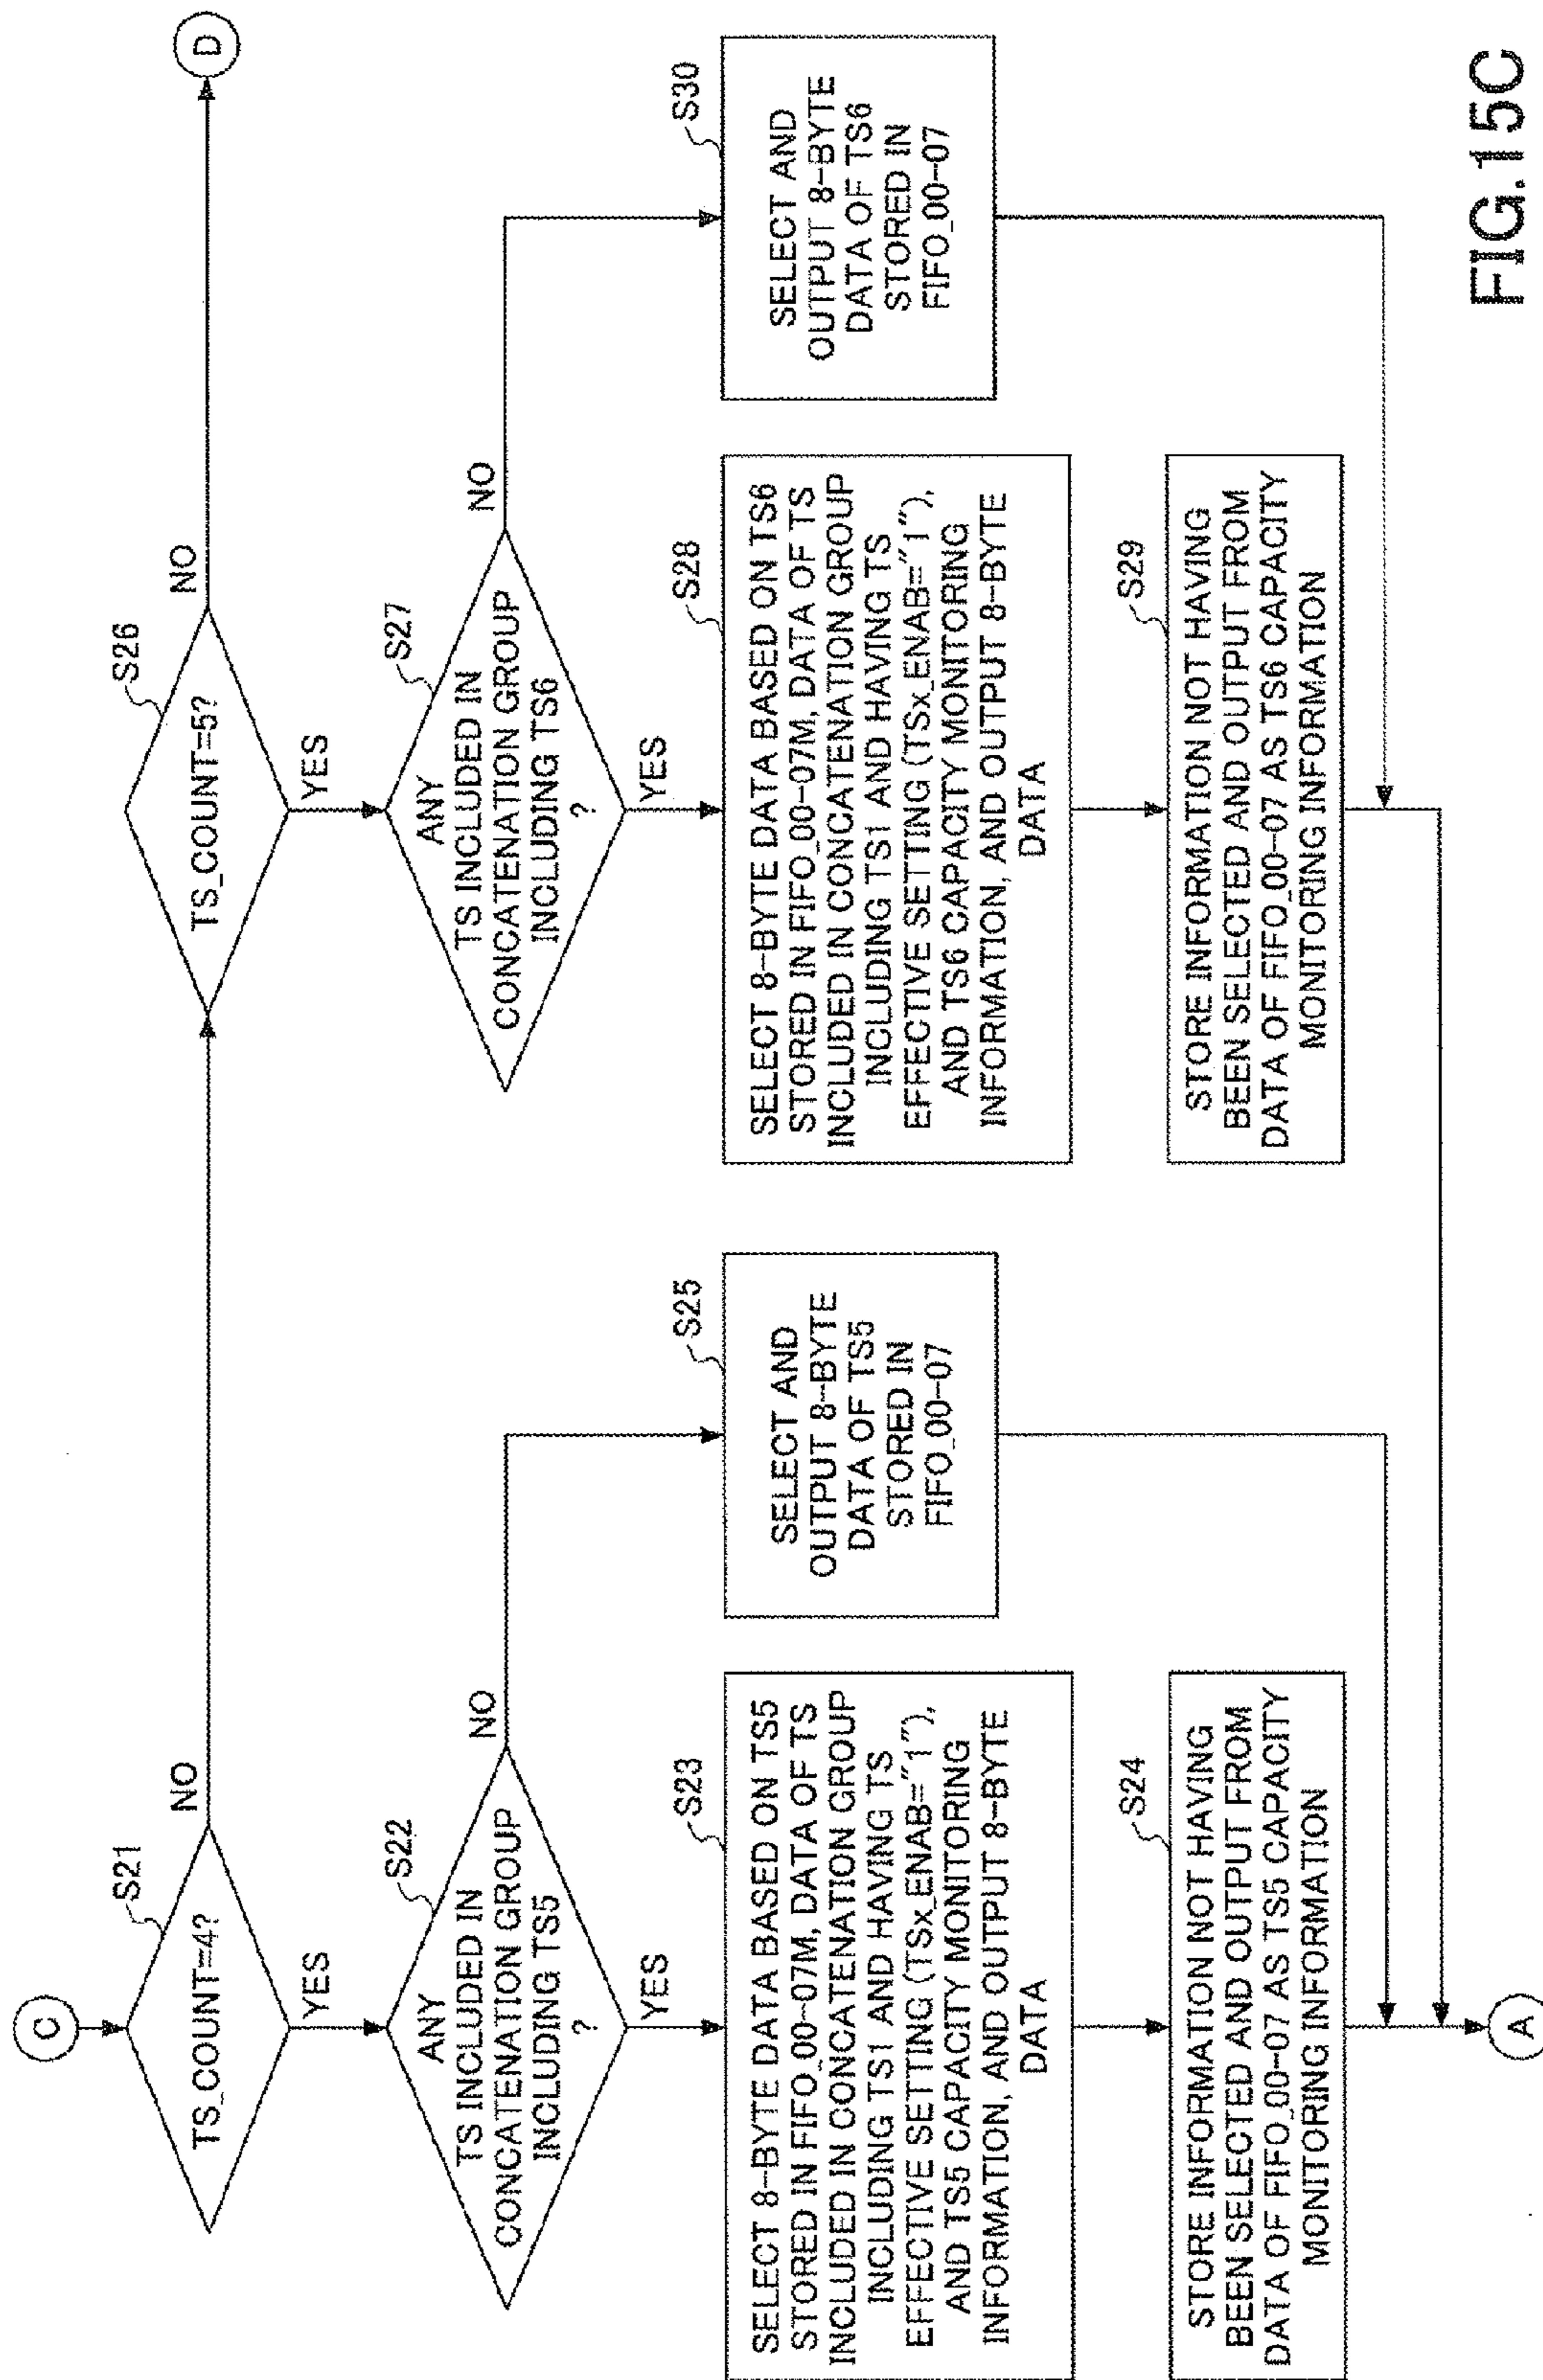 C
S21
TS_COUNT=4?
NO
YES
S22
ANY
TS INCLUDED IN
CONCATENATION GROUP
INCLUDING TS5
?
NO
YES
S23
SELECT 8-BYTE DATA BASED ON TS5
STORED IN FIFO_00-07M, DATA OF TS
INCLUDED IN CONCATENATION GROUP
INCLUDING TS1 AND HAVING TS
EFFECTIVE SETTING (TSx_ENAB="1"),
AND TS5 CAPACITY MONITORING
INFORMATION, AND OUTPUT 8-BYTE
DATA
S24
STORE INFORMATION NOT HAVING
BEEN SELECTED AND OUTPUT FROM
DATA OF FIFO_00-07 AS TS5 CAPACITY
MONITORING INFORMATION
S25
SELECT AND
OUTPUT 8-BYTE
DATA OF TS5
STORED IN
FIFO_00-07
A
S26
TS_COUNT=5?
NO
D
YES
S27
ANY
TS INCLUDED IN
CONCATENATION GROUP
INCLUDING TS6
?
NO
YES
S28
SELECT 8-BYTE DATA BASED ON TS6
STORED IN FIFO_00-07M, DATA OF TS
INCLUDED IN CONCATENATION GROUP
INCLUDING TS1 AND HAVING TS
EFFECTIVE SETTING (TSx_ENAB="1"),
AND TS6 CAPACITY MONITORING
INFORMATION, AND OUTPUT 8-BYTE
DATA
S29
STORE INFORMATION NOT HAVING
BEEN SELECTED AND OUTPUT FROM
DATA OF FIFO_00-07 AS TS6 CAPACITY
MONITORING INFORMATION
S30
SELECT AND
OUTPUT 8-BYTE
DATA OF TS6
STORED IN
FIFO_00-07
FIG.15C